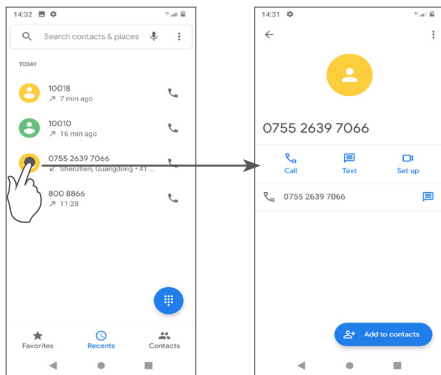 14:32
Search contacts & places
TODAY
10018
7 min ago
10010
16 min ago
0755 2639 7066
Shenzhen, Guangdong • 41 ...
800 8866
11:28
Favorites
Recents
Contacts
14:31
0755 2639 7066
Call
Text
Set up
0755 2639 7066
Add to contacts